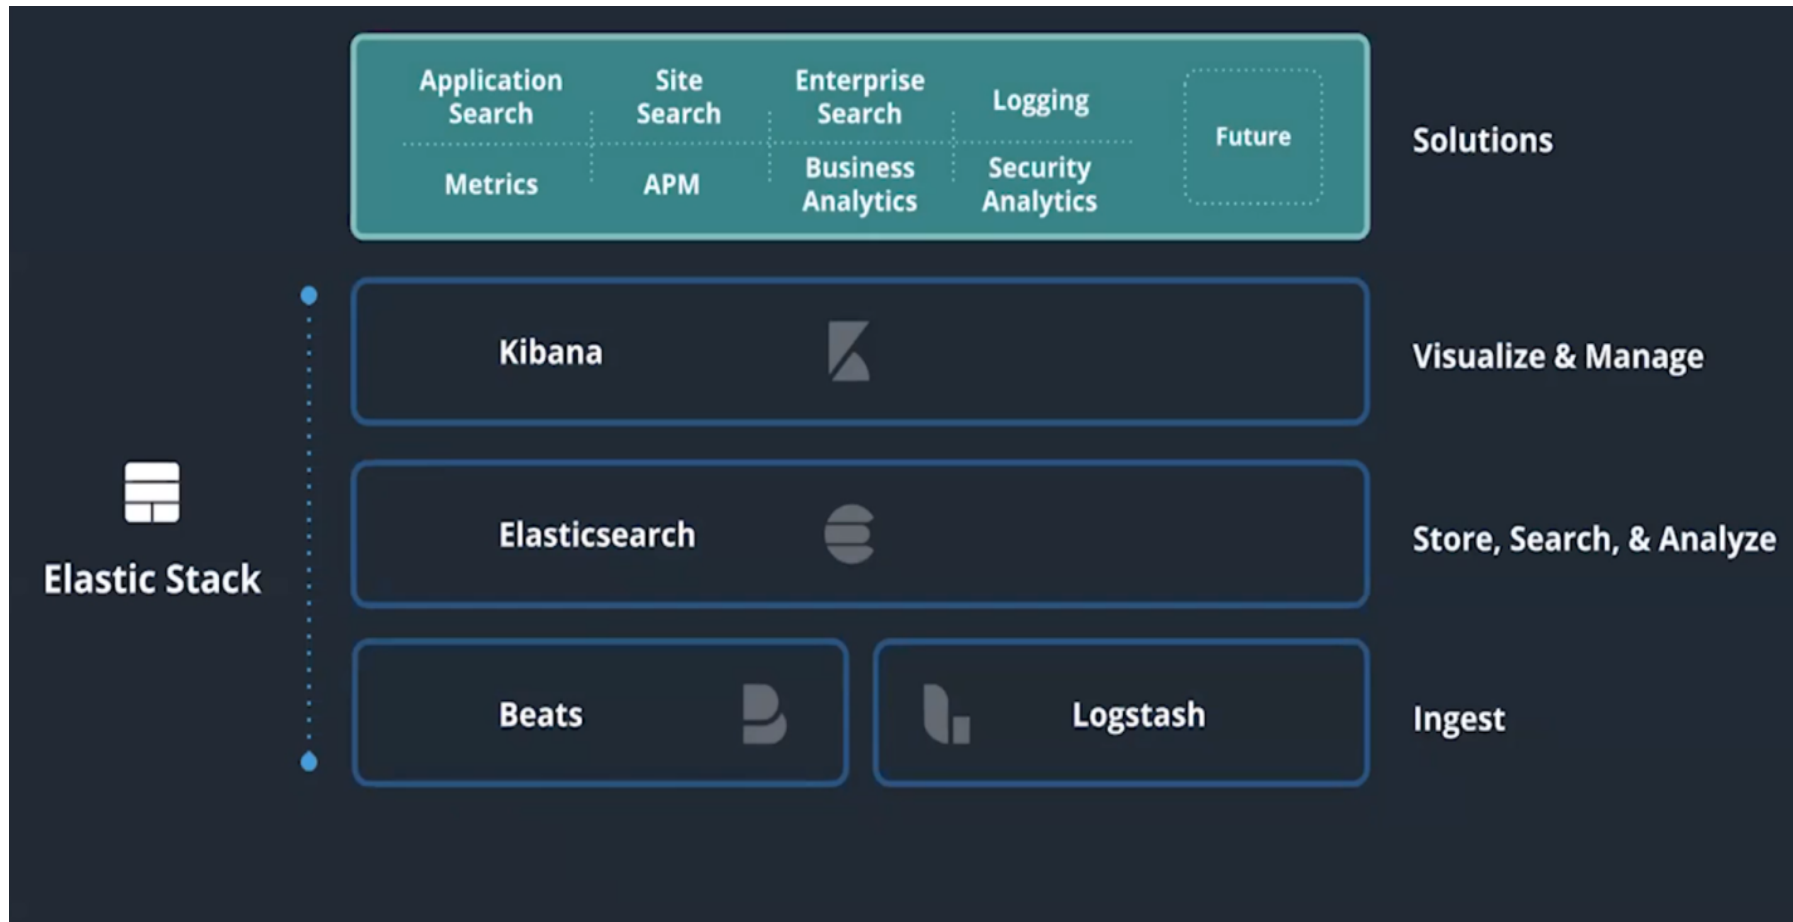 Application
Search
Site
Search
Enterprise
Search
Logging
Metrics
APM
Business
Analytics
Security
Analytics
Future
Solutions
Kibana
Visualize & Manage
Elastic Stack
Elasticsearch
Store, Search, & Analyze
Beats
Logstash
Ingest